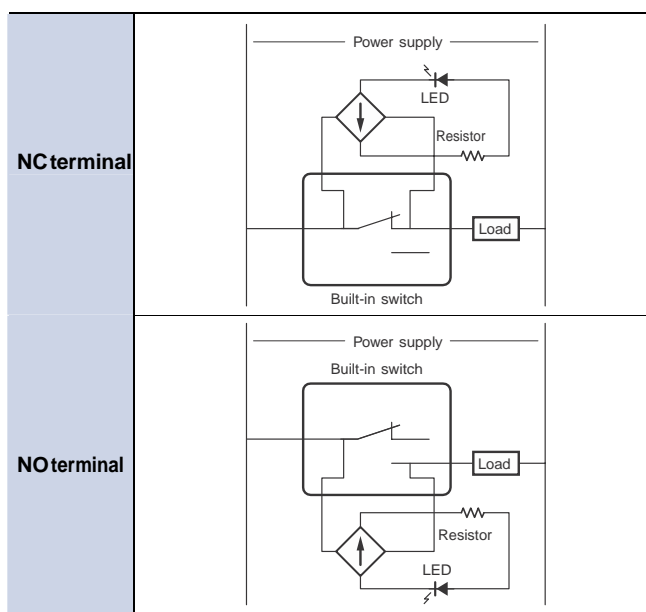 NC terminal
Power supply
LED
Resistor
Load
Built-in switch
NO terminal
Power supply
Built-in switch
Load
Resistor
LED